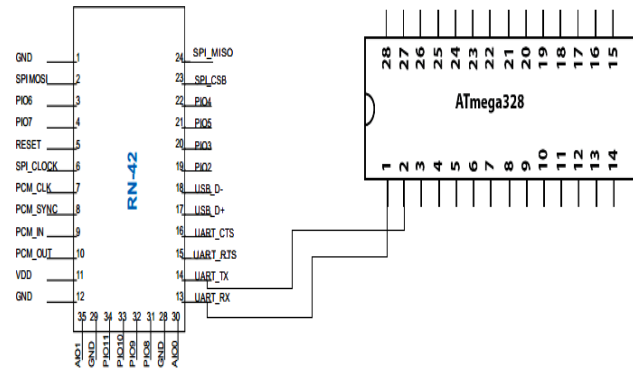 GND 1 24 SPI_MISO
SPIMOSI 2 23 SPI_CSB
PIO6 3 22 PIO4
PIO7 4 21 PIO5
RESET 5 20 PIO3
SPI_CLOCK 6 19 PIO2
PCM_CLK 7 18 USB_D-
PCM_SYNC 8 17 USB_D+
PCM_IN 9 16 UART_CTS
PCM_OUT 10 15 UART_RTS
VDD 11 14 UART_TX
GND 12 13 UART_RX
RN-42
35 29 34 33 32 31 28 30
AIO1 GND PIO11 PIO10 PIO9 PIO8 GND AIO0
28 27 26 25 24 23 22 21 20 19 18 17 16 15
ATmega328
1 2 3 4 5 6 7 8 9 10 11 12 13 14